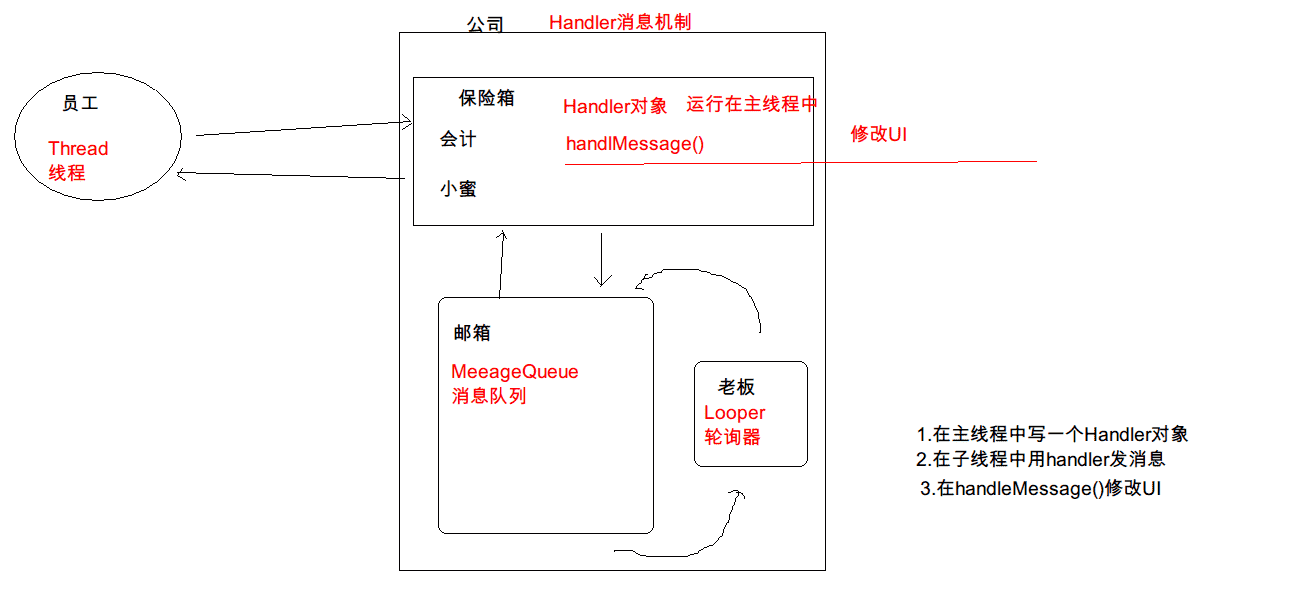 公司
Handler消息机制
员工
Thread
线程
保险箱
Handler对象 运行在主线程中
会计
handlMessage()
修改UI
小蜜
邮箱
MeeageQueue
消息队列
老板
Looper
轮询器
1.在主线程中写一个Handler对象
2.在子线程中用handler发消息
3.在handleMessage()修改UI